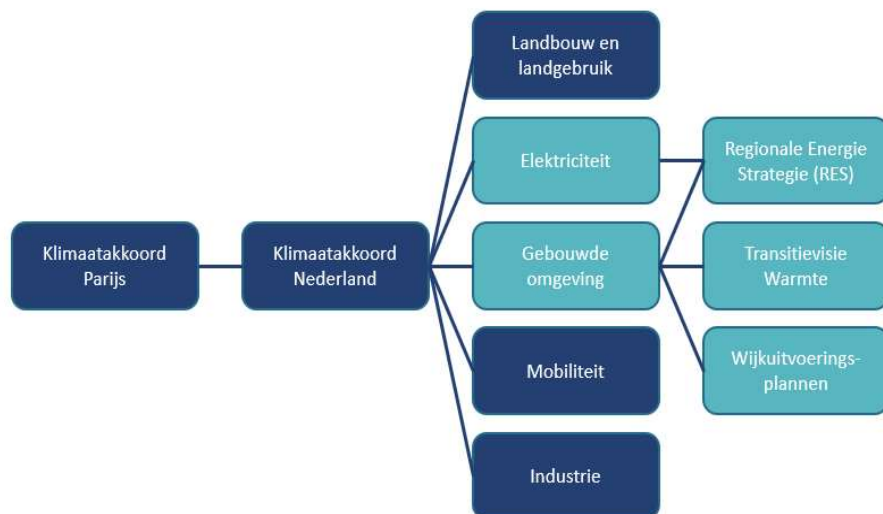 Klimaatakkoord
Parijs
Klimaatakkoord
Nederland
Landbouw en
landgebruik
Elektriciteit
Gebouwde
omgeving
Mobiliteit
Industrie
Regionale Energie
Strategie (RES)
Transitievisie
Warmte
Wijkuitvoerings-
plannen